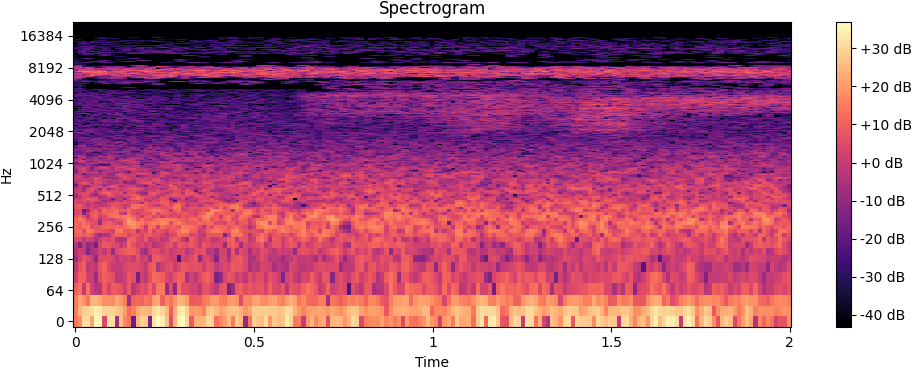 Spectrogram
16384
8192
4096
2048
1024
512
256
128
64
0
Hz
0
0.5
1
1.5
2
Time
+30 dB
+20 dB
+10 dB
+0 dB
-10 dB
-20 dB
-30 dB
-40 dB